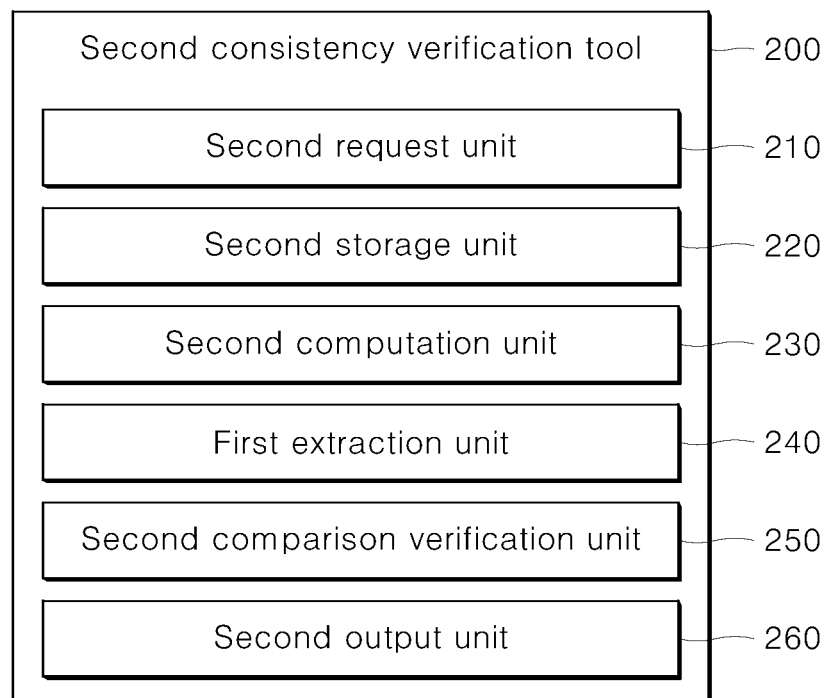 Second consistency verification tool 200
Second request unit 210
Second storage unit 220
Second computation unit 230
First extraction unit 240
Second comparison verification unit 250
Second output unit 260